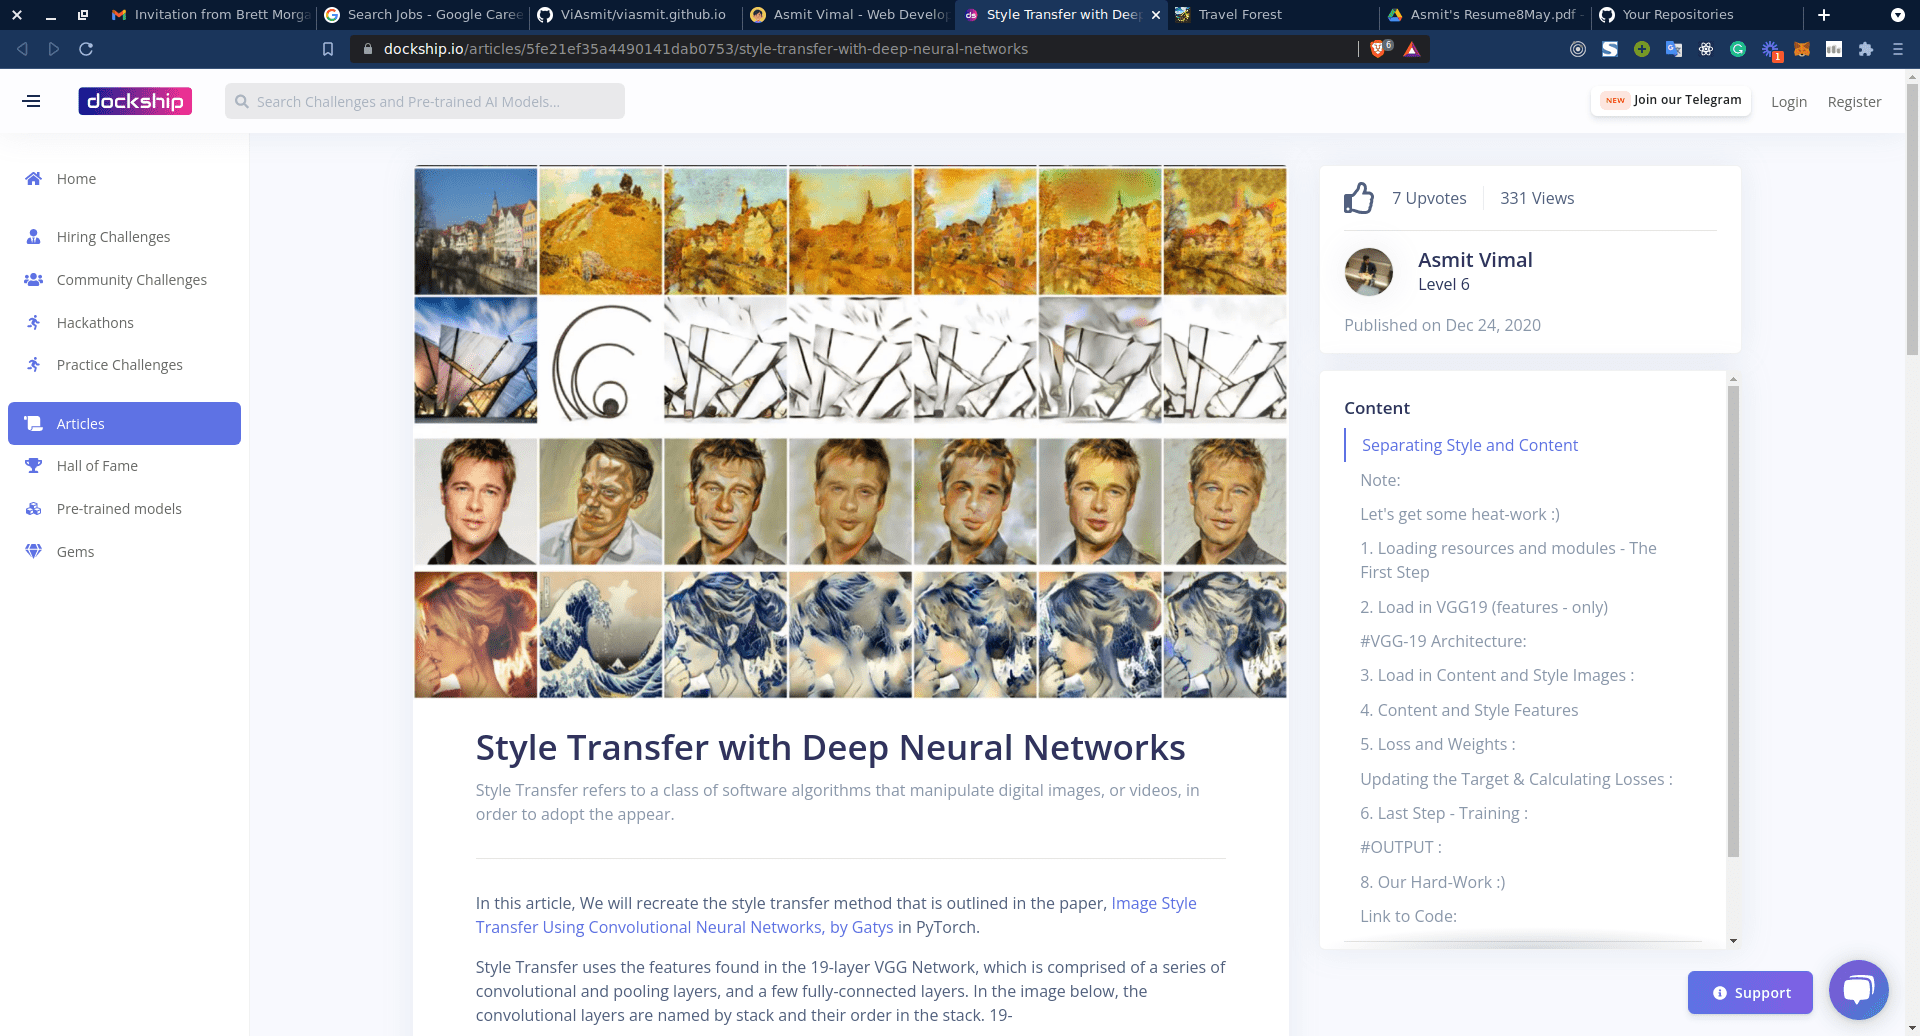 Invitation from Brett Morga
Search Jobs - Google Caree
ViAsmit/viasmit.github.io
Asmit Vimal - Web Develop
Style Transfer with Deep
Travel Forest
Asmit's Resume8May.pdf -
Your Repositories
dockship.io/articles/5fe21ef35a4490141dab0753/style-transfer-with-deep-neural-networks
6
1
dockship
Search Challenges and Pre-trained AI Models...
NEW Join our Telegram
Login
Register
Home
Hiring Challenges
Community Challenges
Hackathons
Practice Challenges
Articles
Hall of Fame
Pre-trained models
Gems
Style Transfer with Deep Neural Networks
Style Transfer refers to a class of software algorithms that manipulate digital images, or videos, in
order to adopt the appear.
In this article, We will recreate the style transfer method that is outlined in the paper, Image Style
Transfer Using Convolutional Neural Networks, by Gatys in PyTorch.
Style Transfer uses the features found in the 19-layer VGG Network, which is comprised of a series of
convolutional and pooling layers, and a few fully-connected layers. In the image below, the
convolutional layers are named by stack and their order in the stack. 19-
7 Upvotes
331 Views
Asmit Vimal
Level 6
Published on Dec 24, 2020
Content
Separating Style and Content
Note:
Let's get some heat-work :)
1. Loading resources and modules - The
First Step
2. Load in VGG19 (features - only)
#VGG-19 Architecture:
3. Load in Content and Style Images :
4. Content and Style Features
5. Loss and Weights :
Updating the Target & Calculating Losses :
6. Last Step - Training :
#OUTPUT :
8. Our Hard-Work :)
Link to Code:
Support